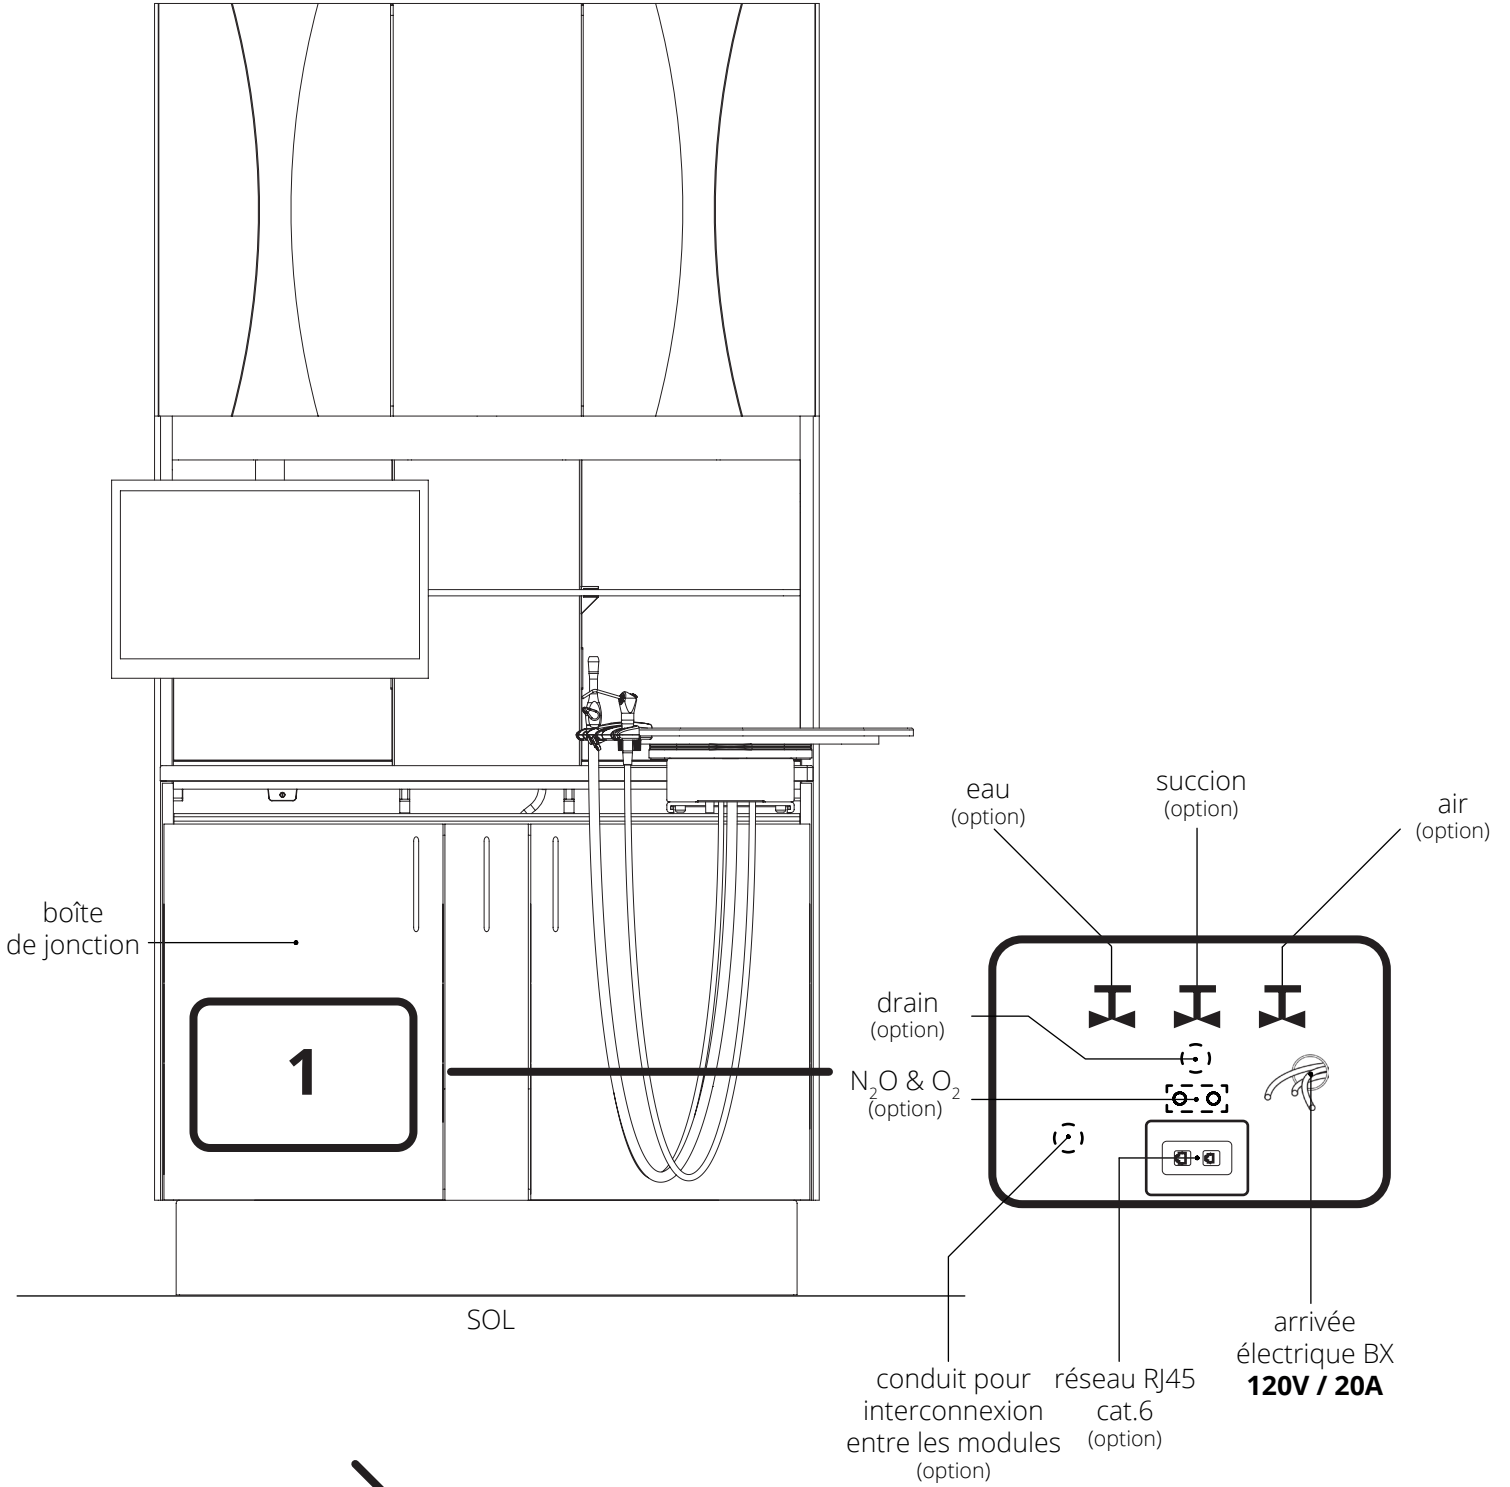 eau
(option)
succion
(option)
air
(option)
boîte
de jonction
drain
(option)
N₂O & O₂
(option)
1
SOL
conduit pour
interconnexion
entre les modules
(option)
réseau RJ45
cat.6
(option)
arrivée
électrique BX
120V / 20A